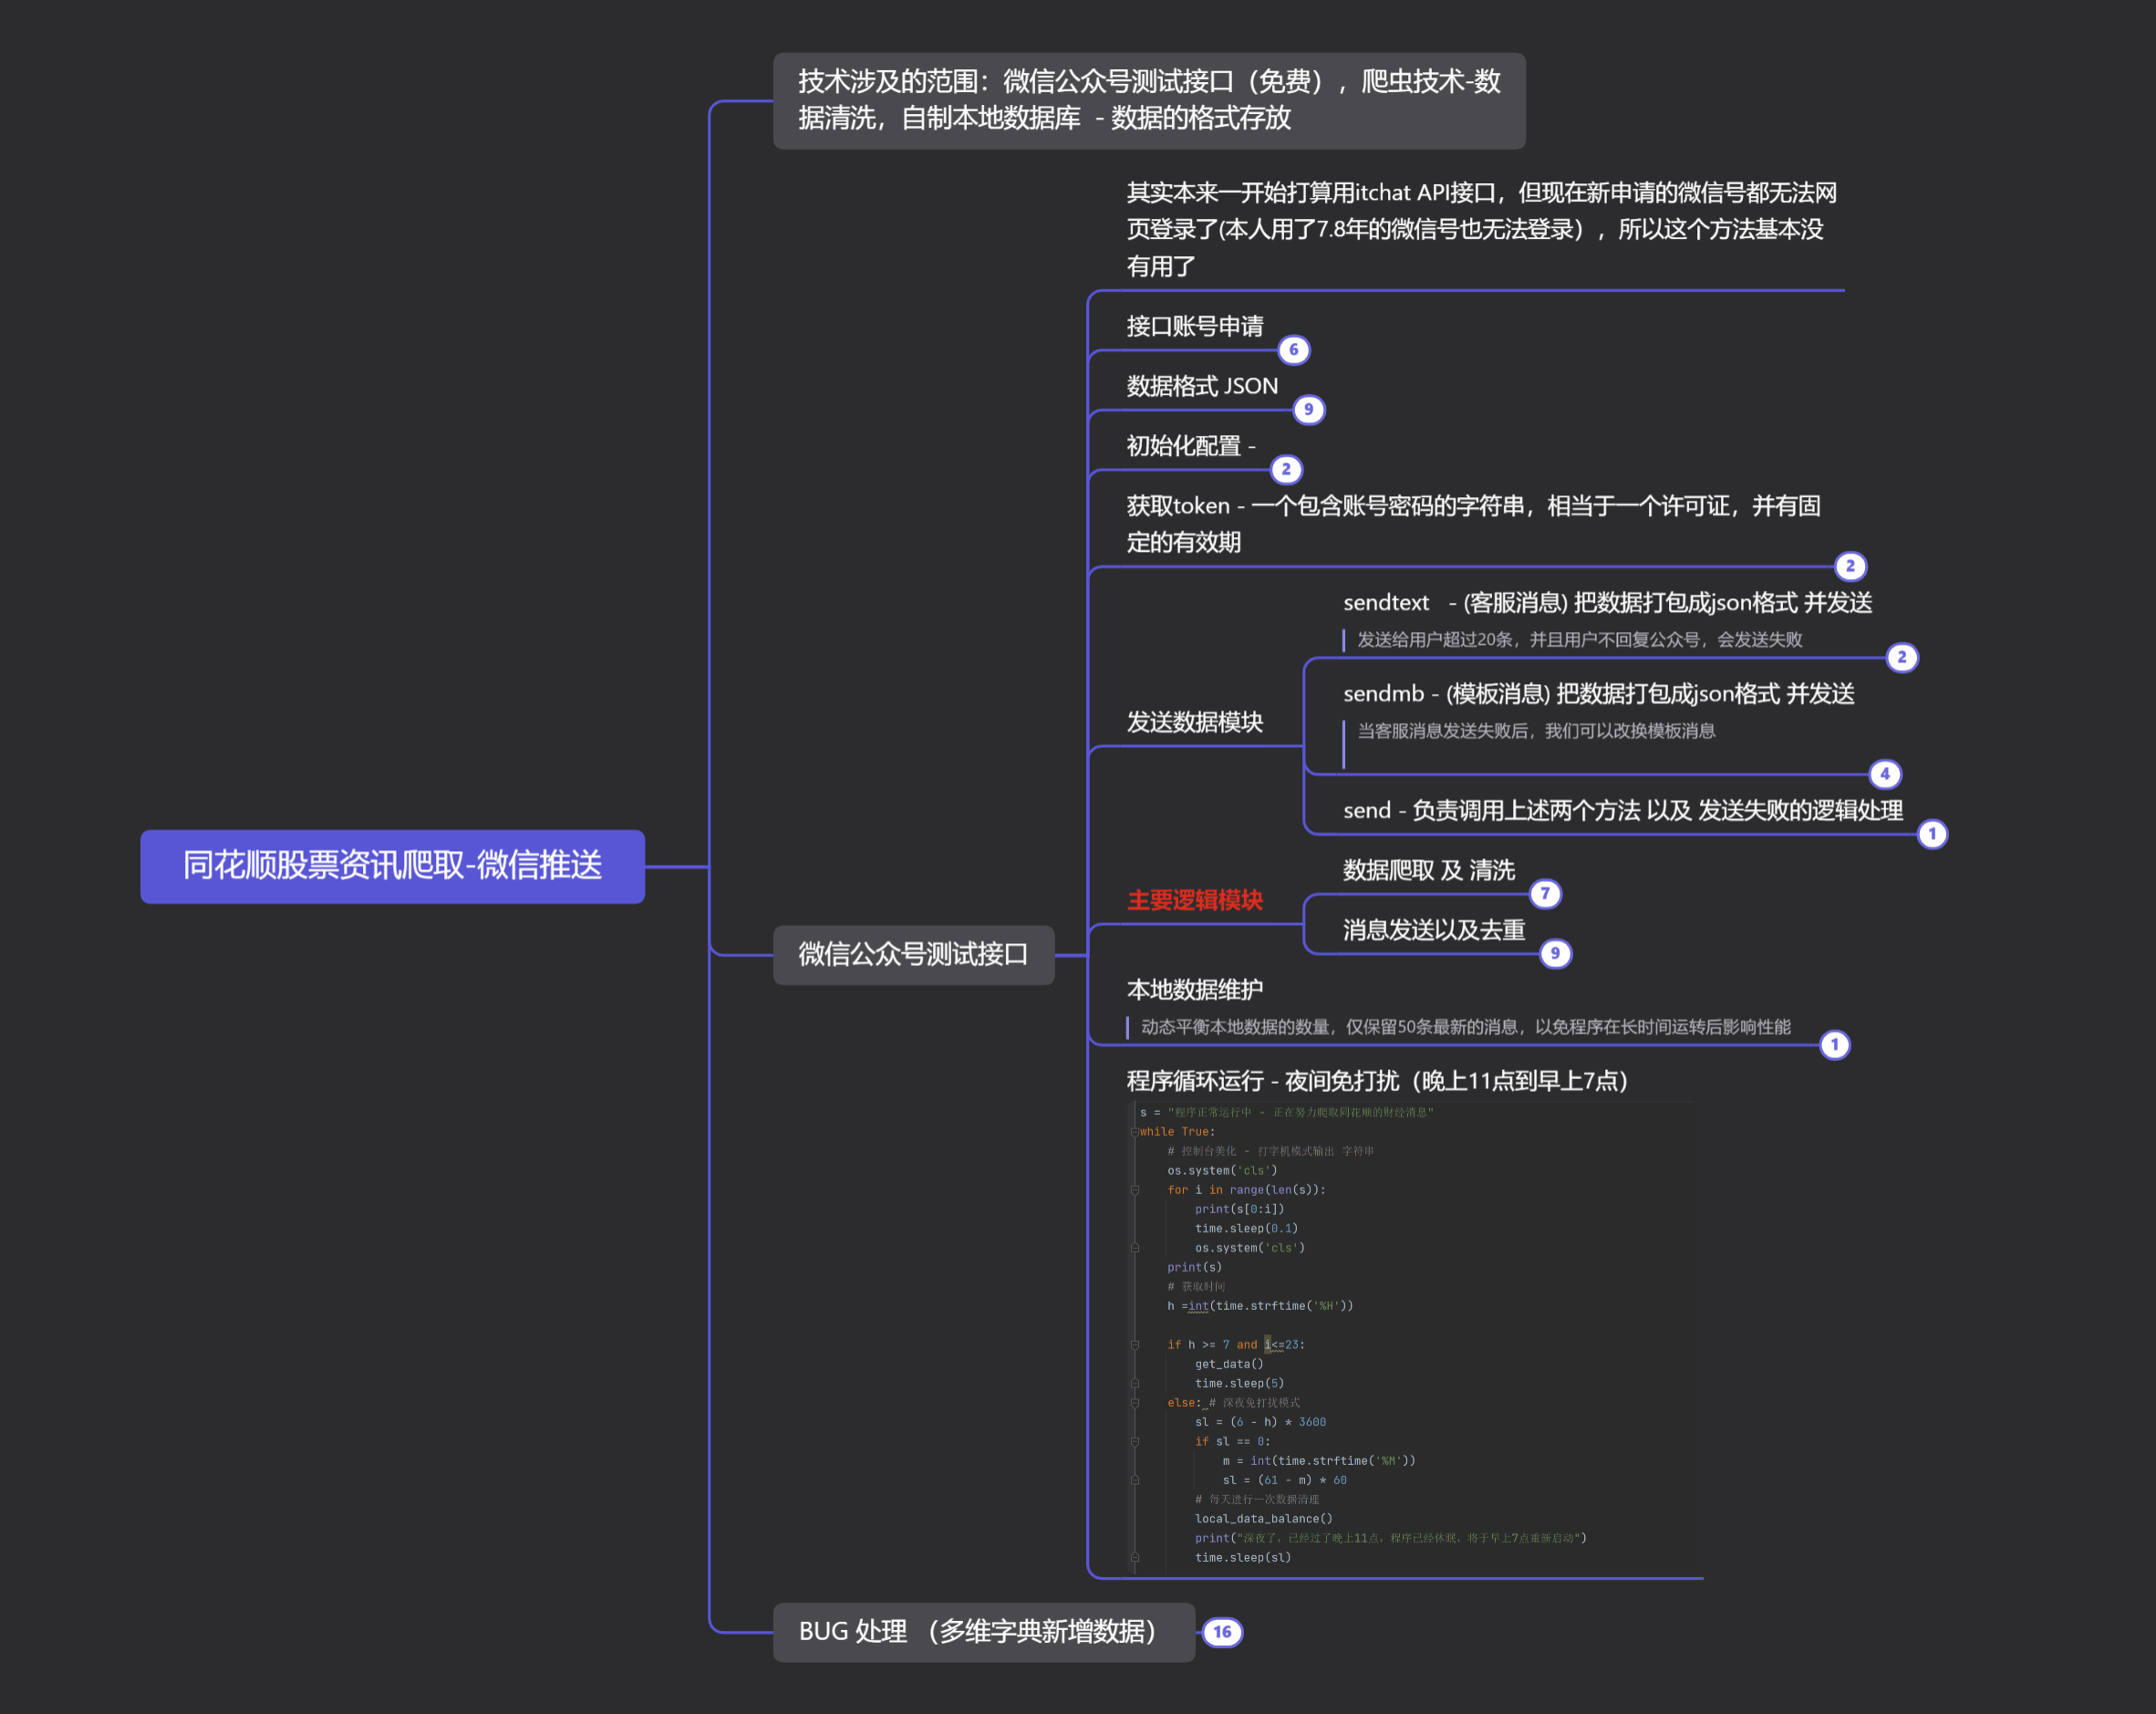 技术涉及的范围：微信公众号测试接口（免费），爬虫技术-数
据清洗，自制本地数据库 - 数据的格式存放
其实本来一开始打算用itchat API接口，但现在新申请的微信号都无法网
页登录了(本人用了7.8年的微信号也无法登录），所以这个方法基本没
有用了
接口账号申请
6
数据格式 JSON
9
初始化配置 -
2
获取token - 一个包含账号密码的字符串，相当于一个许可证，并有固
定的有效期
2
发送数据模块
sendtext - (客服消息) 把数据打包成json格式 并发送
发送给用户超过20条，并且用户不回复公众号，会发送失败
2
sendmb - (模板消息) 把数据打包成json格式 并发送
当客服消息发送失败后，我们可以改换模板消息
4
send - 负责调用上述两个方法 以及 发送失败的逻辑处理
1
同花顺股票资讯爬取-微信推送
微信公众号测试接口
主要逻辑模块
数据爬取 及 清洗
7
消息发送以及去重
9
本地数据维护
动态平衡本地数据的数量，仅保留50条最新的消息，以免程序在长时间运转后影响性能
1
程序循环运行 - 夜间免打扰（晚上11点到早上7点）
s = "程序正常运行中 - 正在努力爬取同花顺的财经消息"
while True:
# 控制台美化 - 打字机模式输出 字符串
os.system('cls')
for i in range(len(s)):
print(s[0:i])
time.sleep(0.1)
os.system('cls')
print(s)
# 获取时间
h =int(time.strftime('%H'))
if h >= 7 and i<=23:
get_data()
time.sleep(5)
else: # 深夜免打扰模式
sl = (6 - h) * 3600
if sl == 0:
m = int(time.strftime('%M'))
sl = (61 - m) * 60
# 每天进行一次数据清理
local_data_balance()
print("深夜了，已经过了晚上11点，程序已经休眠，将于早上7点重新启动")
time.sleep(sl)
BUG 处理 （多维字典新增数据）
16